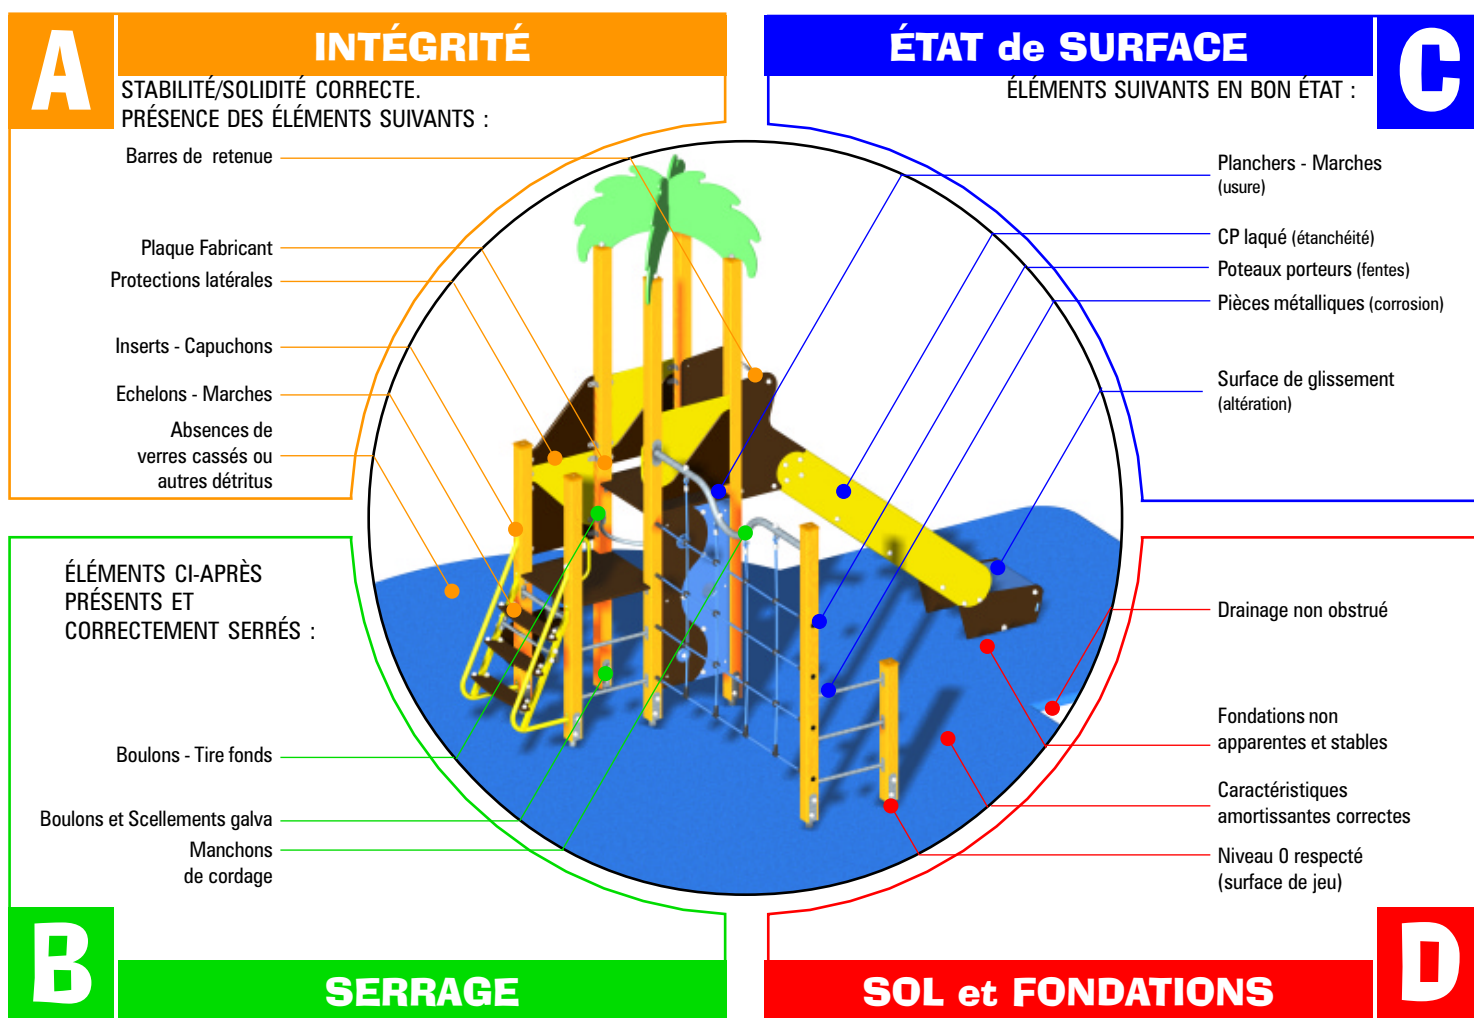 A
INTÉGRITÉ
STABILITÉ/SOLIDITÉ CORRECTE.
PRÉSENCE DES ÉLÉMENTS SUIVANTS :
Barres de retenue
Plaque Fabricant
Protections latérales
Inserts - Capuchons
Echelons - Marches
Absences de
verres cassés ou
autres détritus
ÉTAT de SURFACE
C
ÉLÉMENTS SUIVANTS EN BON ÉTAT :
Planchers - Marches
(usure)
CP laqué (étanchéité)
Poteaux porteurs (fentes)
Pièces métalliques (corrosion)
Surface de glissement
(altération)
ÉLÉMENTS CI-APRÈS
PRÉSENTS ET
CORRECTEMENT SERRÉS :
Boulons - Tire fonds
Boulons et Scellements galva
Manchons
de cordage
B
SERRAGE
Drainage non obstrué
Fondations non
apparentes et stables
Caractéristiques
amortissantes correctes
Niveau 0 respecté
(surface de jeu)
SOL et FONDATIONS
D